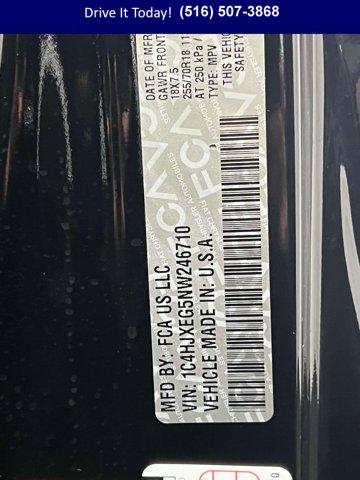 Drive It Today! (516) 507-3868
DATE OF MFR
GAWR FRONT
18X7.5
255/70R18 11
AT 250 kPa /
TYPE: MPV
THIS VEHIC
SAFETY
MFD BY: FCA US LLC
VIN: 1C4HJXEG5NW246710
VEHICLE MADE IN: U.S.A.